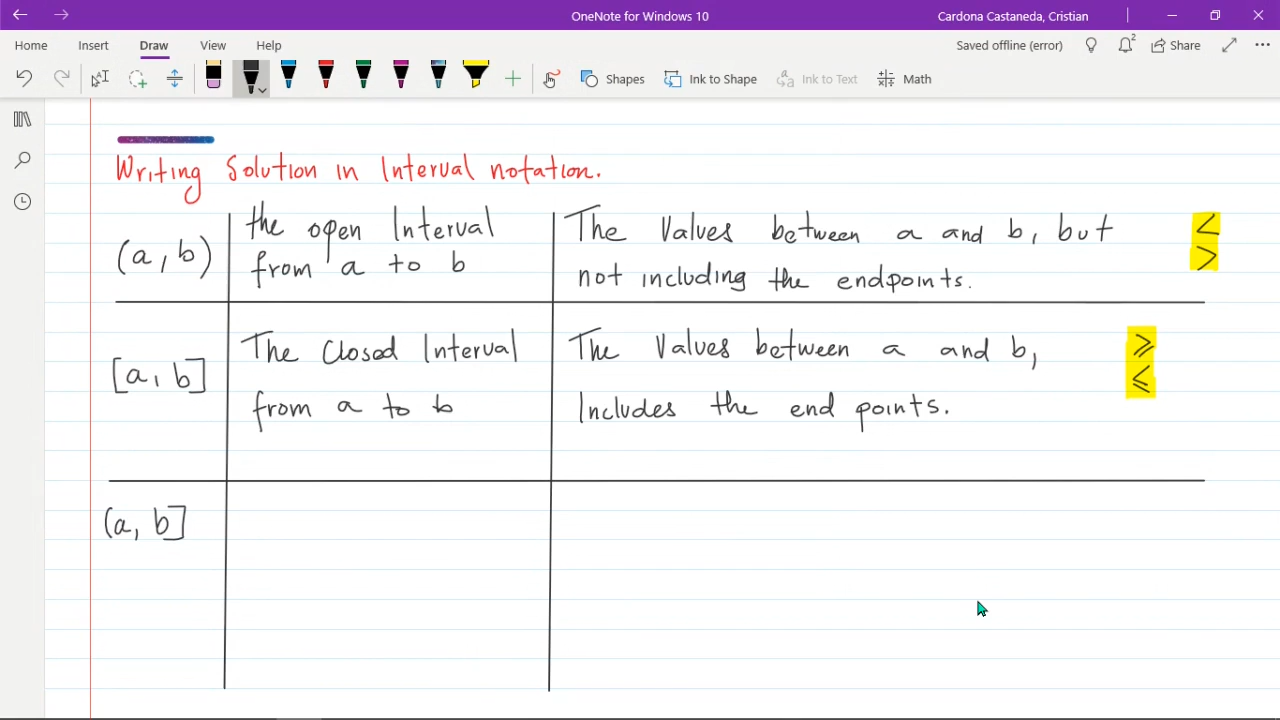 OneNote for Windows 10
Cardona Castaneda, Cristian
Home Insert Draw View Help
Saved offline (error) Share
Shapes Ink to Shape Ink to Text Math
Writing Solution in Interval notation.
(a, b)
the open Interval
from a to b
The Values between a and b, but
not including the endpoints.
<
>
[a, b]
The Closed Interval
from a to b
The Values between a and b,
Includes the end points.
≥
≤
(a, b]